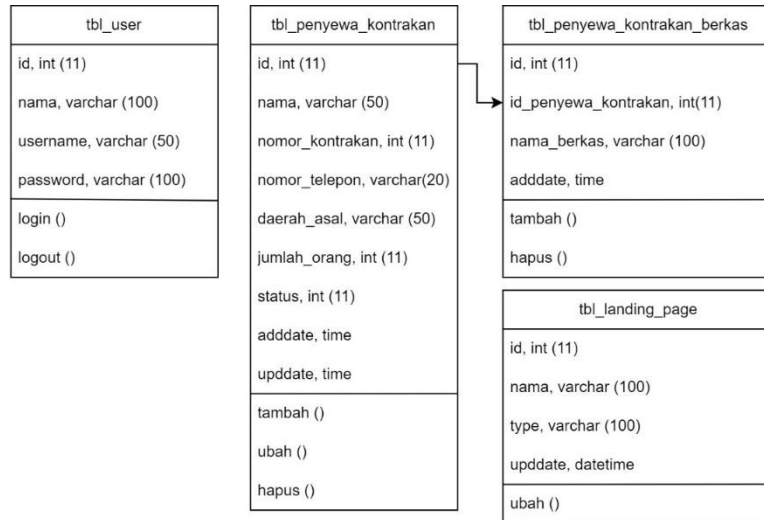 tbl_user
id, int (11)
nama, varchar (100)
username, varchar (50)
password, varchar (100)
login ()
logout ()
tbl_penyewa_kontrakan
id, int (11)
nama, varchar (50)
nomor_kontrakan, int (11)
nomor_telepon, varchar(20)
daerah_asal, varchar (50)
jumlah_orang, int (11)
status, int (11)
adddate, time
upddate, time
tambah ()
ubah ()
hapus ()
tbl_penyewa_kontrakan_berkas
id, int (11)
id_penyewa_kontrakan, int(11)
nama_berkas, varchar (100)
adddate, time
tambah ()
hapus ()
tbl_landing_page
id, int (11)
nama, varchar (100)
type, varchar (100)
upddate, datetime
ubah ()